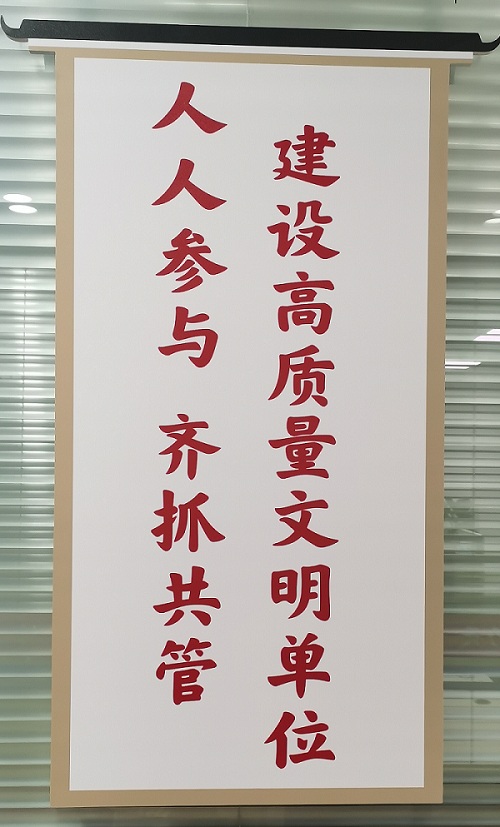 人人参与 齐抓共管
建设高质量文明单位